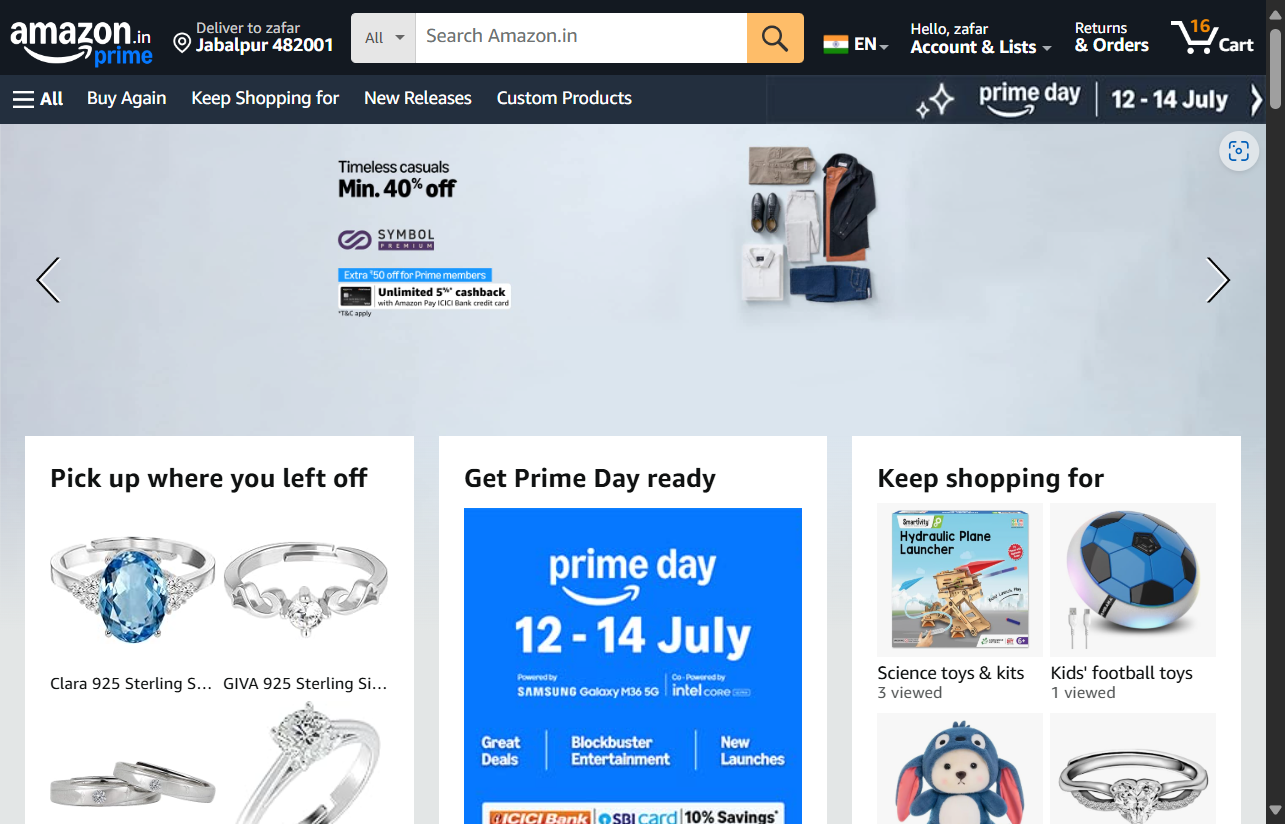 amazon.in
prime
Deliver to zafar
Jabalpur 482001
All
Search Amazon.in
EN
Hello, zafar
Account & Lists
Returns
& Orders
16
Cart
All
Buy Again
Keep Shopping for
New Releases
Custom Products
prime day
12 - 14 July
Timeless casuals
Min. 40% off
SYMBOL
PREMIUM
Extra ₹50 off for Prime members
Unlimited 5%* cashback
with Amazon Pay ICICI Bank credit card
*T&C apply
Pick up where you left off
Clara 925 Sterling S...
GIVA 925 Sterling Si...
Get Prime Day ready
prime day
12 - 14 July
Powered by
SAMSUNG Galaxy M36 5G
Co - Powered by
intel core
Great
Deals
Blockbuster
Entertainment
New
Launches
ICICI Bank
SBI card
10% Savings*
Keep shopping for
Smartivity
Hydraulic Plane
Launcher
Science toys & kits
3 viewed
Kids' football toys
1 viewed